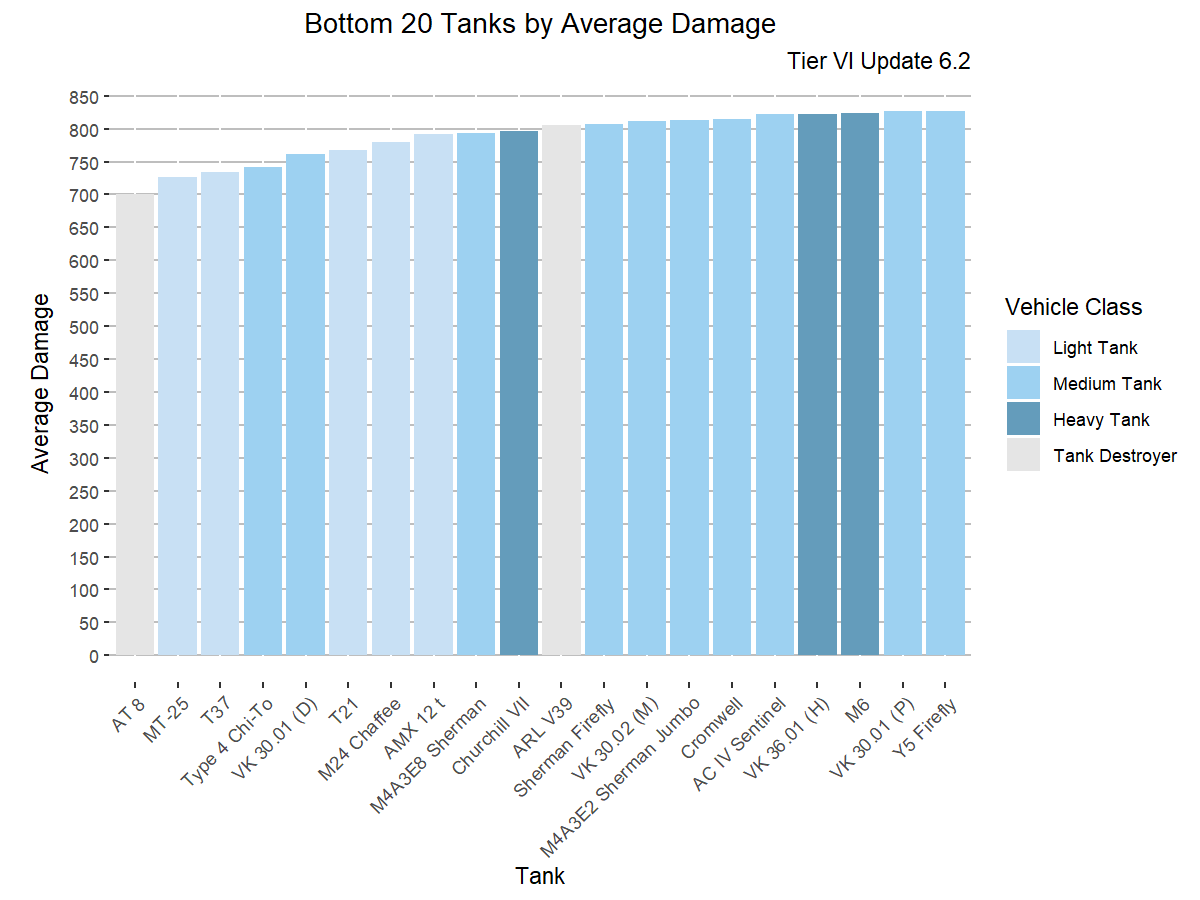 Bottom 20 Tanks by Average Damage
Tier VI Update 6.2
850
800
750
700
650
600
550
500
450
400
350
300
250
200
150
100
50
0
Average Damage
AT 8
MT-25
T37
Type 4 Chi-To
VK 30.01 (D)
T21
M24 Chaffee
AMX 12 t
M4A3E8 Sherman
Churchill VII
ARL V39
Sherman Firefly
VK 30.02 (M)
M4A3E2 Sherman Jumbo
Cromwell
AC IV Sentinel
VK 36.01 (H)
M6
VK 30.01 (P)
Y5 Firefly
Tank
Vehicle Class
Light Tank
Medium Tank
Heavy Tank
Tank Destroyer